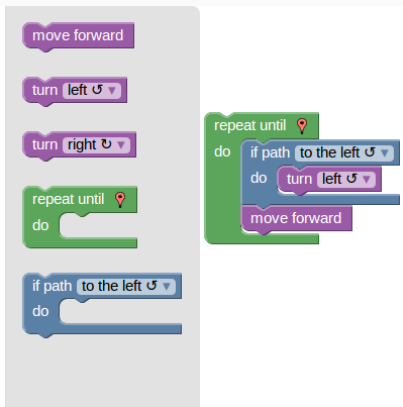 move forward
turn left ↺ ▾
turn right ↻ ▾
repeat until
do
if path to the left ↺ ▾
do
repeat until
do if path to the left ↺ ▾
do turn left ↺ ▾
move forward